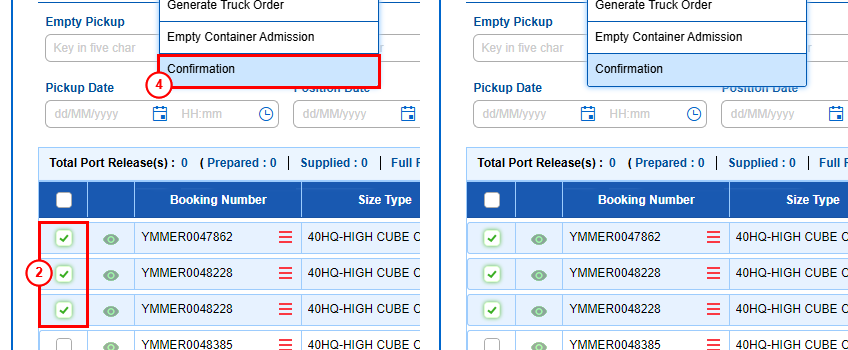 Generate Truck Order
Empty Pickup
Empty Container Admission
Key in five char
Confirmation
4
Pickup Date
dd/MM/yyyy HH:mm dd/MM/yyyy
Total Port Release(s) : 0 ( Prepared : 0 | Supplied : 0 | Full
Booking Number Size Type
YMMER0047862 40HQ-HIGH CUBE
2
YMMER0048228 40HQ-HIGH CUBE
YMMER0048228 40HQ-HIGH CUBE
YMMER0048385 40HQ-HIGH CUBE
Generate Truck Order
Empty Pickup
Empty Container Admission
Key in five char
Confirmation
Pickup Date Position Date
dd/MM/yyyy HH:mm dd/MM/yyyy
Total Port Release(s) : 0 ( Prepared : 0 | Supplied : 0 | Full
Booking Number Size Type
YMMER0047862 40HQ-HIGH CUBE
YMMER0048228 40HQ-HIGH CUBE
YMMER0048228 40HQ-HIGH CUBE
YMMER0048385 40HQ-HIGH CUBE